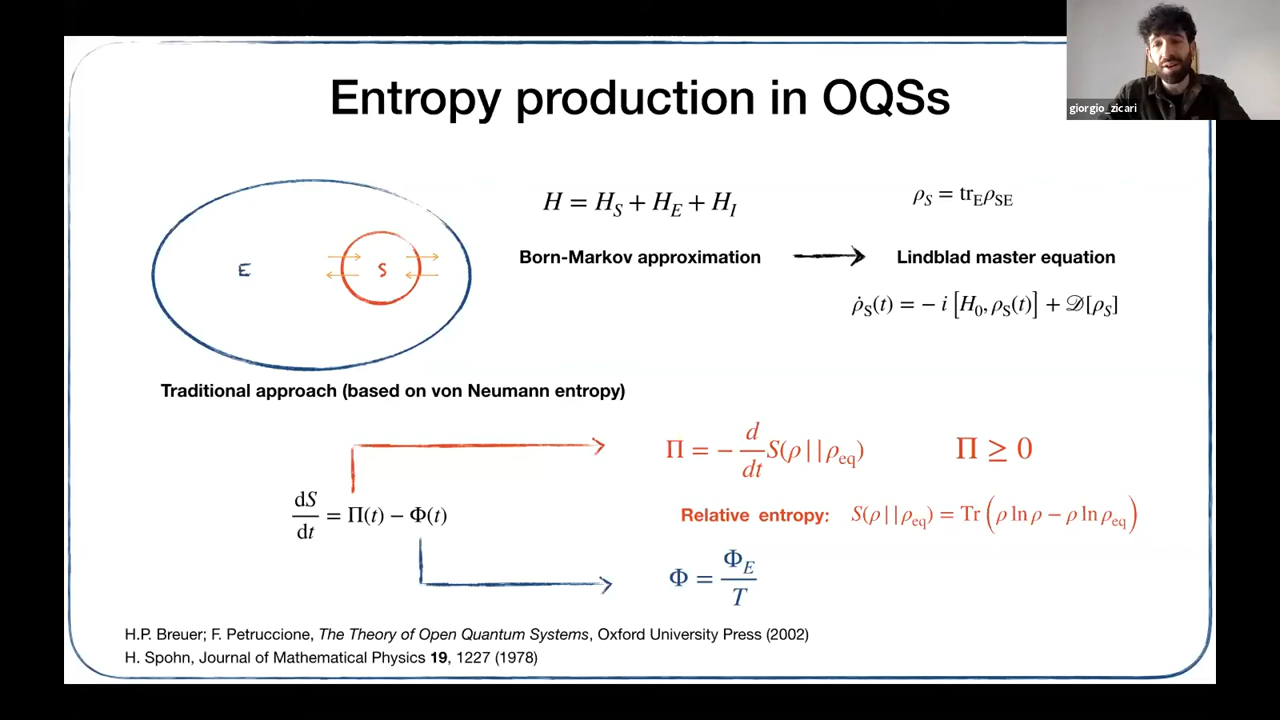 Entropy production in OQSs
giorgio_zicari
H = H_S + H_E + H_I
ρ_S = tr_E ρ_SE
E
S
Born-Markov approximation
Lindblad master equation
ρ̇_S(t) = − i [H_0, ρ_S(t)] + 𝒟[ρ_S]
Traditional approach (based on von Neumann entropy)
Π = − d/dt S(ρ||ρ_eq)
Π ≥ 0
dS/dt = Π(t) − Φ(t)
Relative entropy: S(ρ||ρ_eq) = Tr (ρ ln ρ − ρ ln ρ_eq)
Φ = Φ_E/T
H.P. Breuer; F. Petruccione, The Theory of Open Quantum Systems, Oxford University Press (2002)
H. Spohn, Journal of Mathematical Physics 19, 1227 (1978)